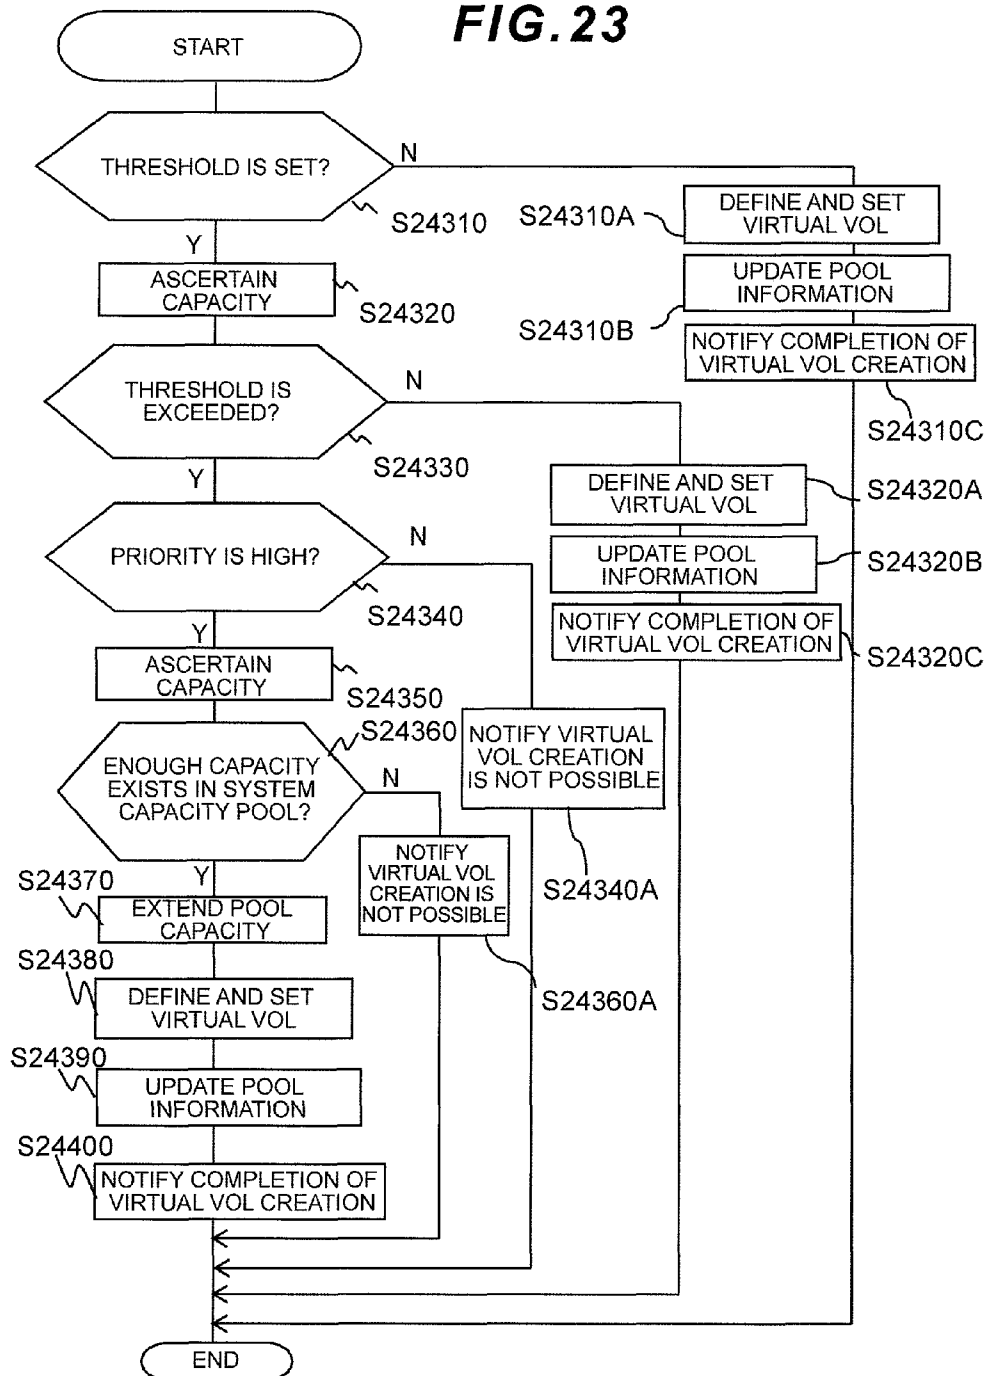 FIG.23
START
THRESHOLD IS SET?
N
S24310
Y
S24310A
DEFINE AND SET
VIRTUAL VOL
ASCERTAIN
CAPACITY
S24320
UPDATE POOL
INFORMATION
S24310B
NOTIFY COMPLETION OF
VIRTUAL VOL CREATION
S24310C
THRESHOLD IS
EXCEEDED?
N
S24330
Y
DEFINE AND SET
VIRTUAL VOL
S24320A
PRIORITY IS HIGH?
N
S24340
Y
UPDATE POOL
INFORMATION
S24320B
NOTIFY COMPLETION OF
VIRTUAL VOL CREATION
S24320C
ASCERTAIN
CAPACITY
S24350
S24360
ENOUGH CAPACITY
EXISTS IN SYSTEM
CAPACITY POOL?
N
Y
NOTIFY VIRTUAL
VOL CREATION
IS NOT POSSIBLE
S24340A
NOTIFY
VIRTUAL VOL
CREATION IS
NOT POSSIBLE
S24360A
S24370
EXTEND POOL
CAPACITY
S24380
DEFINE AND SET
VIRTUAL VOL
S24390
UPDATE POOL
INFORMATION
S24400
NOTIFY COMPLETION OF
VIRTUAL VOL CREATION
END